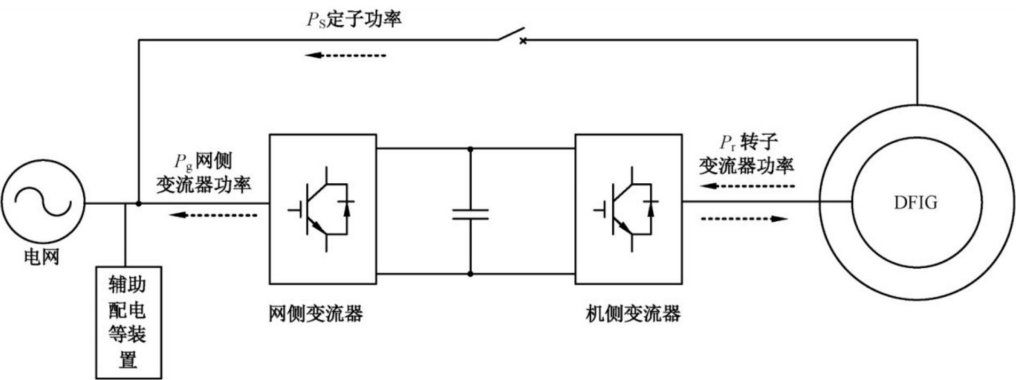 PS定子功率
Pg网侧
变流器功率
Pr 转子
变流器功率
DFIG
电网
辅助
配电
等装
置
网侧变流器
机侧变流器